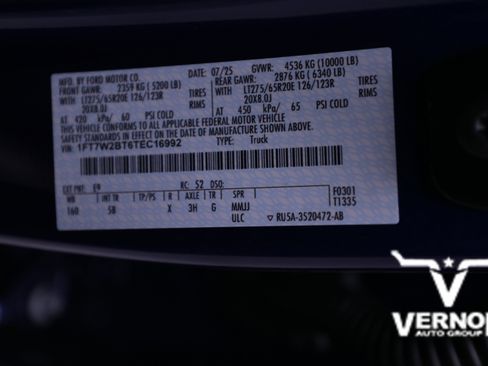 MFD. BY FORD MOTOR CO. DATE: 07/25 GVWR: 4536 KG (10000 LB)
FRONT GAWR: 2359 KG (5200 LB) REAR GAWR: 2876 KG (6340 LB)
WITH LT275/65R20E 126/123R TIRES WITH LT275/65R20E 126/123R TIRES
20X8.0J RIMS 20X8.0J RIMS
AT 420 kPa/ 60 PSI COLD AT 450 kPa/ 65 PSI COLD
THIS VEHICLE CONFORMS TO ALL APPLICABLE FEDERAL MOTOR VEHICLE
SAFETY STANDARDS IN EFFECT ON THE DATE OF MANUFACTURE SHOWN ABOVE.
VIN: 1FT7W2BT6TEC16992 TYPE: Truck
EXT PNT: E9 RC: 52 DSO: F0301
WB INT TR TP/PS R AXLE TR SPR T1335
160 5B X 3H G MMJJ
ULC RU5A-3520472-AB
VERNON
AUTO GROUP